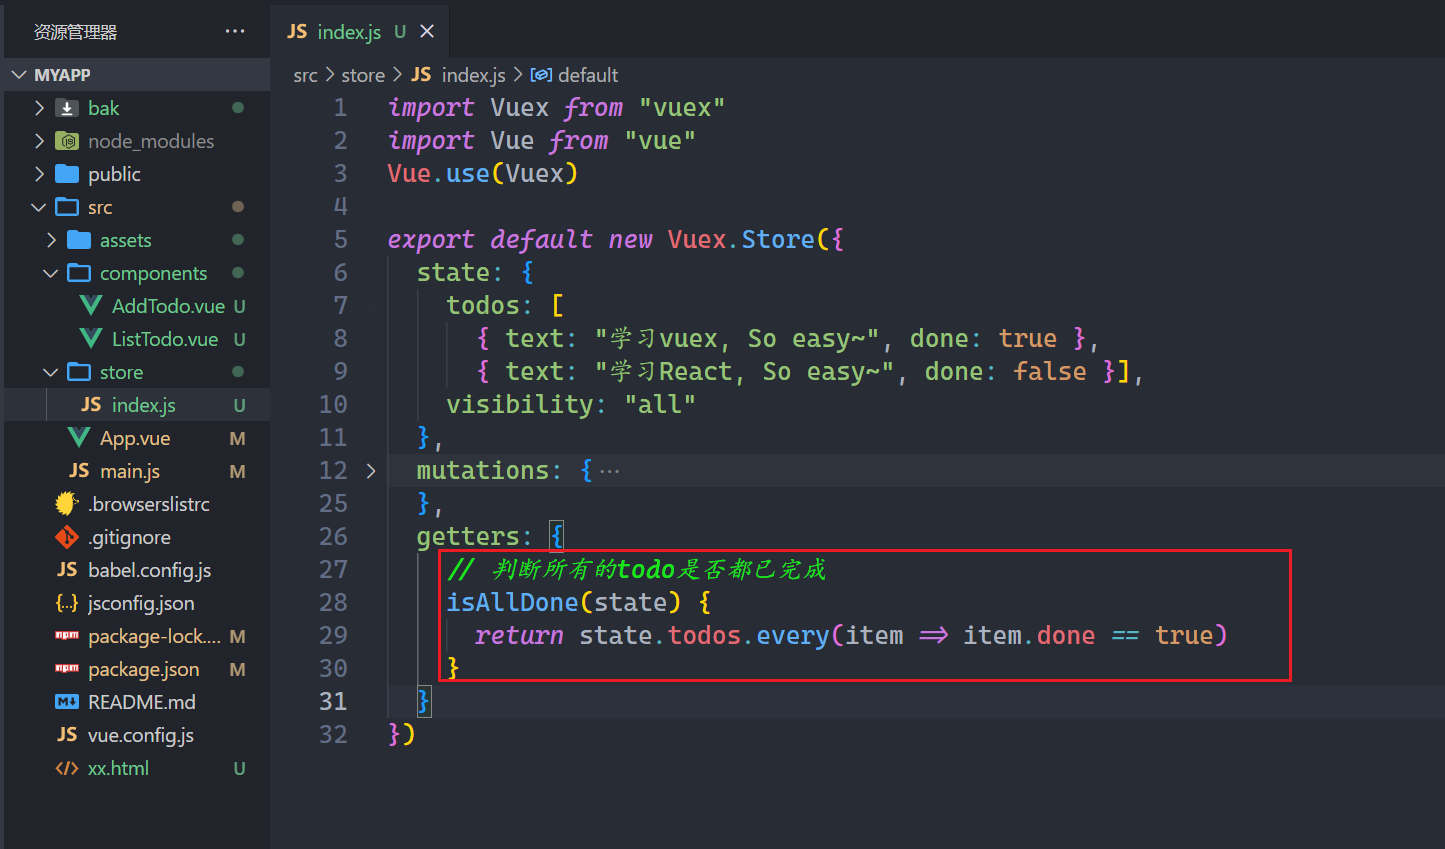 资源管理器 ···
MYAPP
bak
node_modules
public
src
assets
components
AddTodo.vue U
ListTodo.vue U
store
JS index.js U
App.vue M
JS main.js M
.browserslistrc
.gitignore
JS babel.config.js
{..} jsconfig.json
npm package-lock.... M
npm package.json M
M README.md
JS vue.config.js
</> xx.html U
JS index.js U ×
src > store > JS index.js > default
1 import Vuex from "vuex"
2 import Vue from "vue"
3 Vue.use(Vuex)
4
5 export default new Vuex.Store({
6 state: {
7 todos: [
8 { text: "学习vuex, So easy~", done: true },
9 { text: "学习React, So easy~", done: false }],
10 visibility: "all"
11 },
12 > mutations: { ···
25 },
26 getters: {
27 // 判断所有的todo是否都已完成
28 isAllDone(state) {
29 return state.todos.every(item => item.done == true)
30 }
31 }
32 })